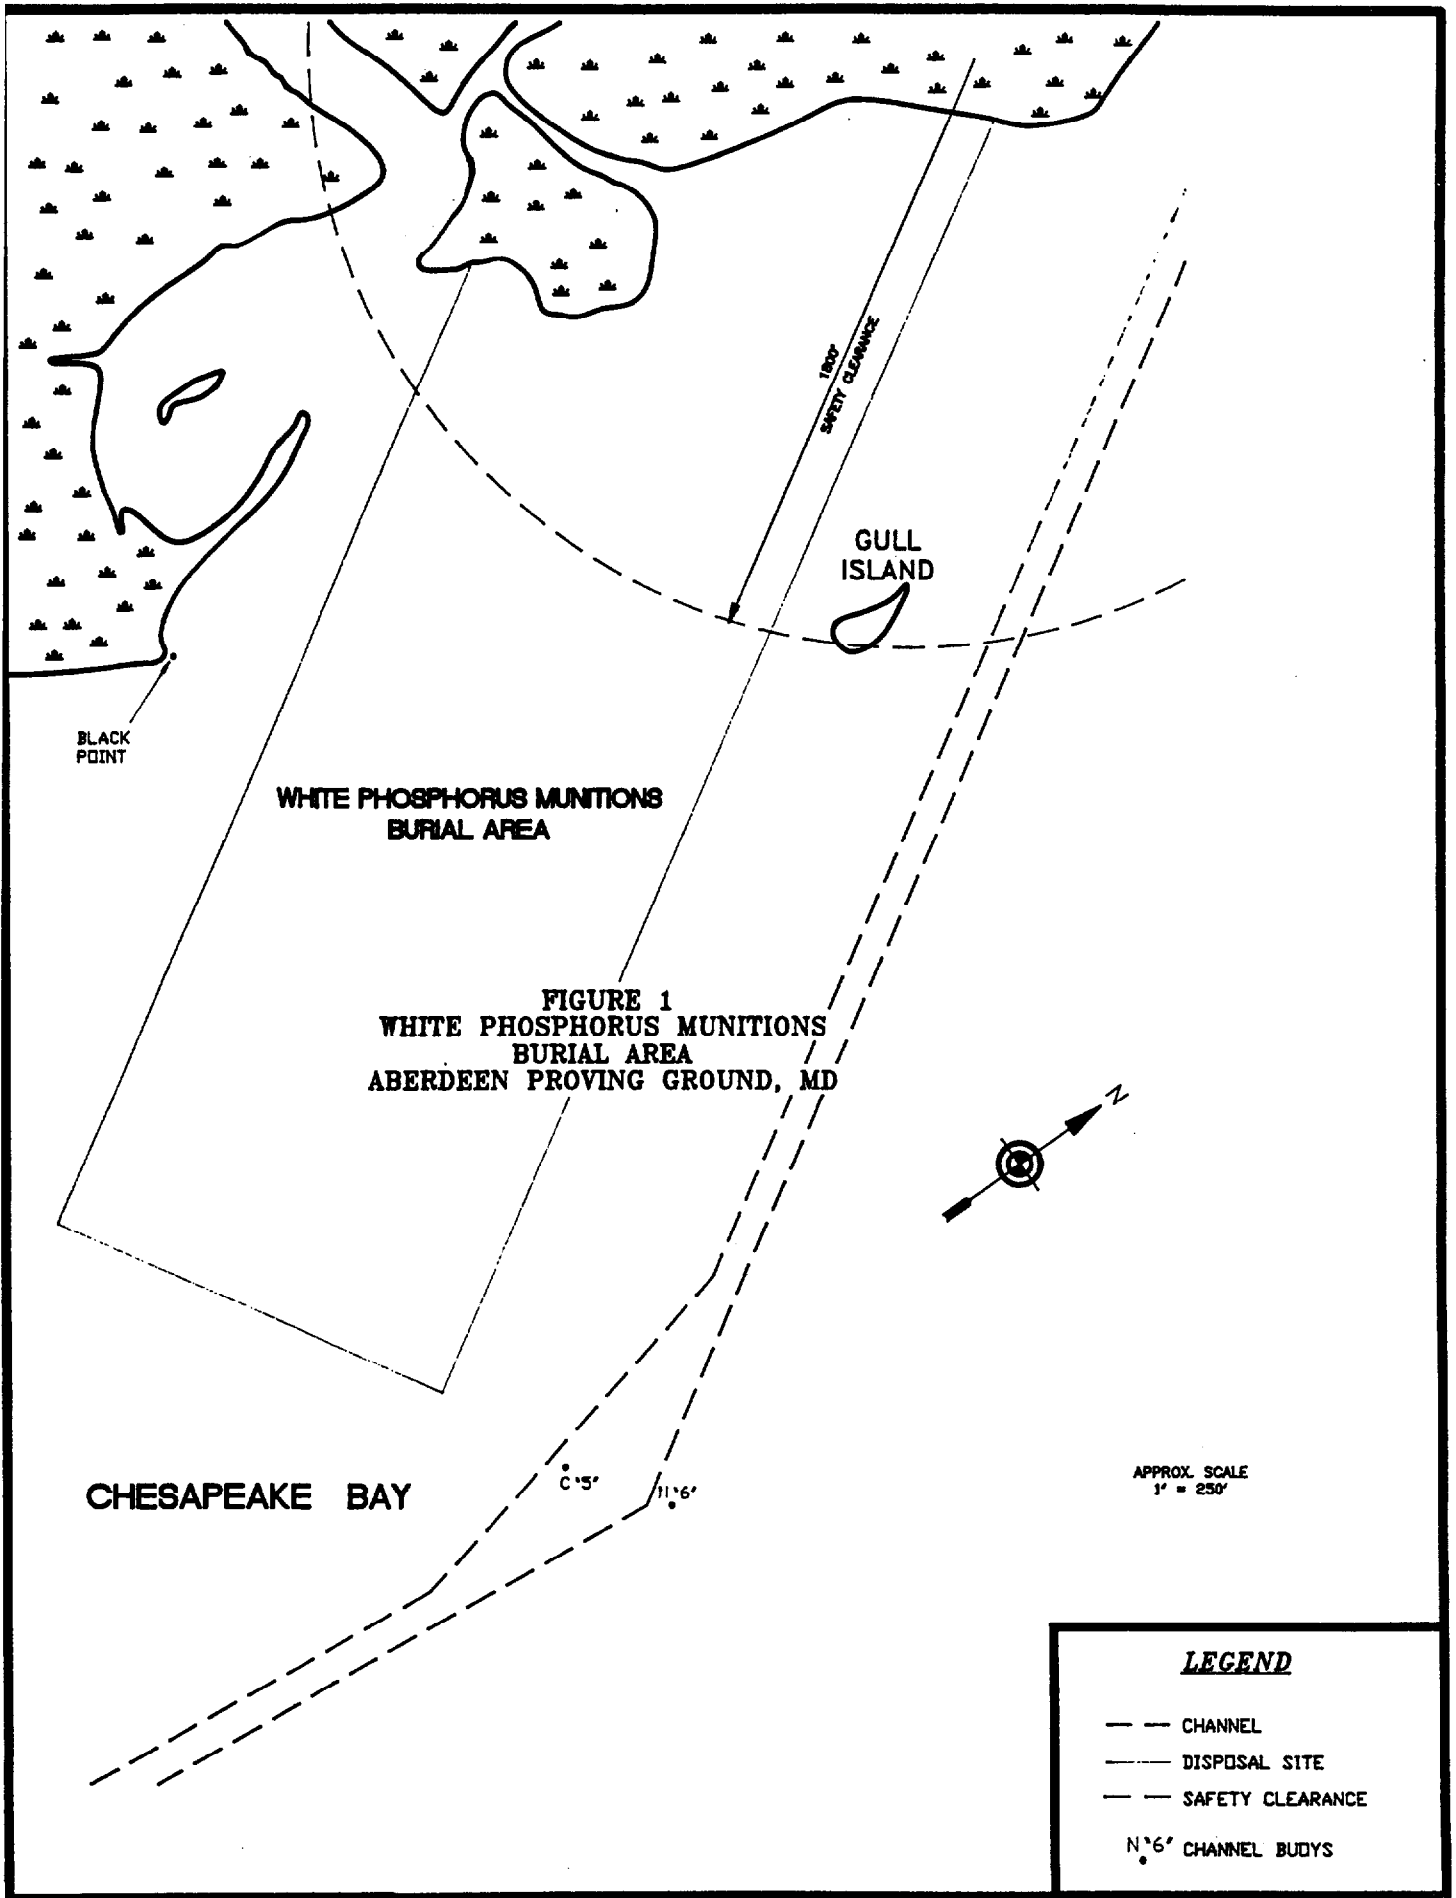 1800'
SAFETY CLEARANCE
GULL
ISLAND
BLACK
POINT
WHITE PHOSPHORUS MUNITIONS
BURIAL AREA
FIGURE 1
WHITE PHOSPHORUS MUNITIONS
BURIAL AREA
ABERDEEN PROVING GROUND, MD
N
CHESAPEAKE BAY
C "5"
N "6"
APPROX. SCALE
1" = 250'
LEGEND
CHANNEL
DISPOSAL SITE
SAFETY CLEARANCE
N "6" CHANNEL BUOYS